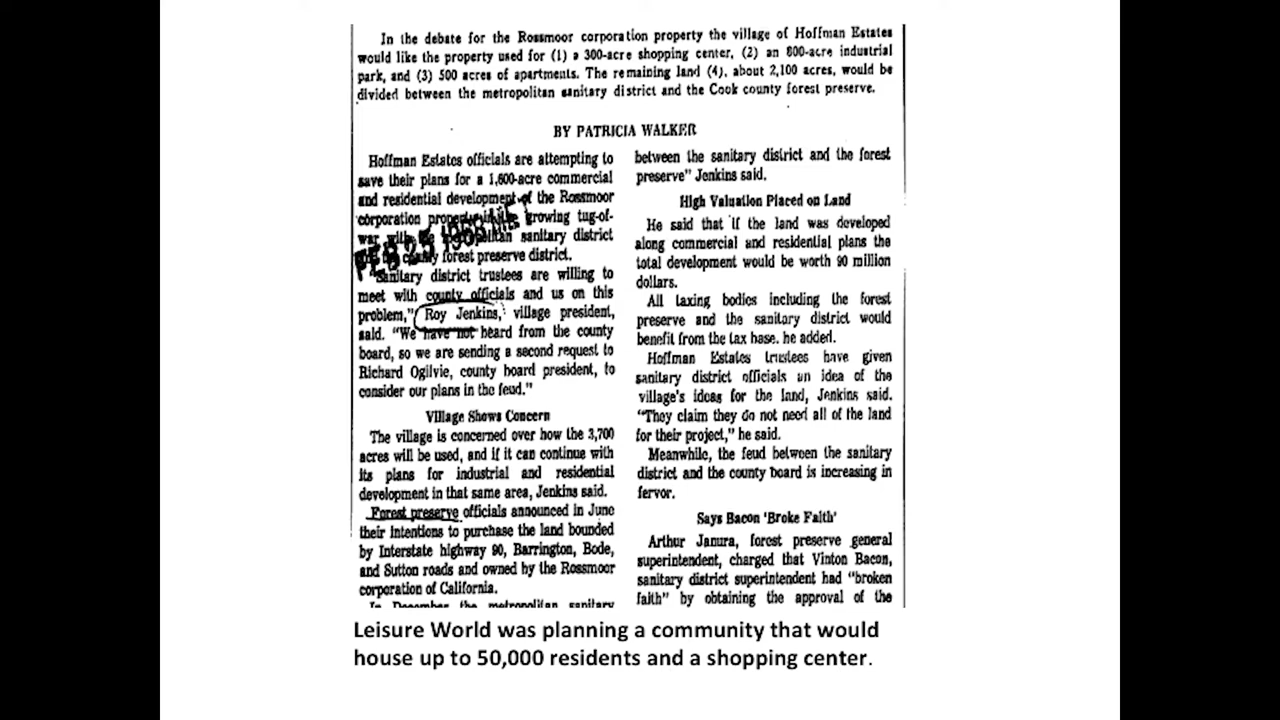 In the debate for the Rossmoor corporation property the village of Hoffman Estates
would like the property used for (1) a 300-acre shopping center, (2) an 800-acre industrial
park, and (3) 500 acres of apartments. The remaining land (4), about 2,100 acres, would be
divided between the metropolitan sanitary district and the Cook county forest preserve.
BY PATRICIA WALKER
Hoffman Estates officials are attempting to
save their plans for a 1,600-acre commercial
and residential development of the Rossmoor
corporation growing tug-of-
war sanitary district
forest preserve district.
"Sanitary district trustees are willing to
meet with county officials and us on this
problem," Roy Jenkins, village president,
said. "We have not heard from the county
board, so we are sending a second request to
Richard Ogilvie, county board president, to
consider our plans in the feud."
Village Shows Concern
The village is concerned over how the 3,700
acres will be used, and if it can continue with
its plans for industrial and residential
development in that same area, Jenkins said.
Forest preserve officials announced in June
their intentions to purchase the land bounded
by Interstate highway 90, Barrington, Bode,
and Sutton roads and owned by the Rossmoor
corporation of California.
In December the metropolitan sanitary
FEB 25 1968
between the sanitary district and the forest
preserve" Jenkins said.
High Valuation Placed on Land
He said that if the land was developed
along commercial and residential plans the
total development would be worth 90 million
dollars.
All taxing bodies including the forest
preserve and the sanitary district would
benefit from the tax base, he added.
Hoffman Estates trustees have given
sanitary district officials an idea of the
village's ideas for the land, Jenkins said.
"They claim they do not need all of the land
for their project," he said.
Meanwhile, the feud between the sanitary
district and the county board is increasing in
fervor.
Says Bacon 'Broke Faith'
Arthur Janura, forest preserve general
superintendent, charged that Vinton Bacon,
sanitary district superintendent had "broken
faith" by obtaining the approval of the
Leisure World was planning a community that would
house up to 50,000 residents and a shopping center.